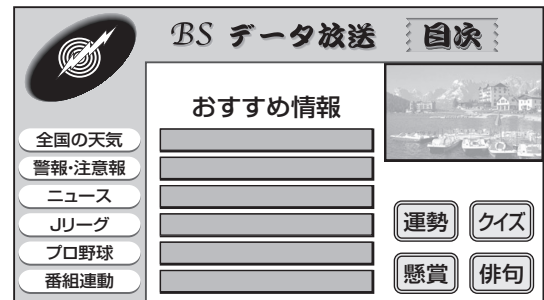 BS データ放送 目次
おすすめ情報
全国の天気
警報・注意報
ニュース
Jリーグ
プロ野球
番組連動
運勢 クイズ
懸賞 俳句